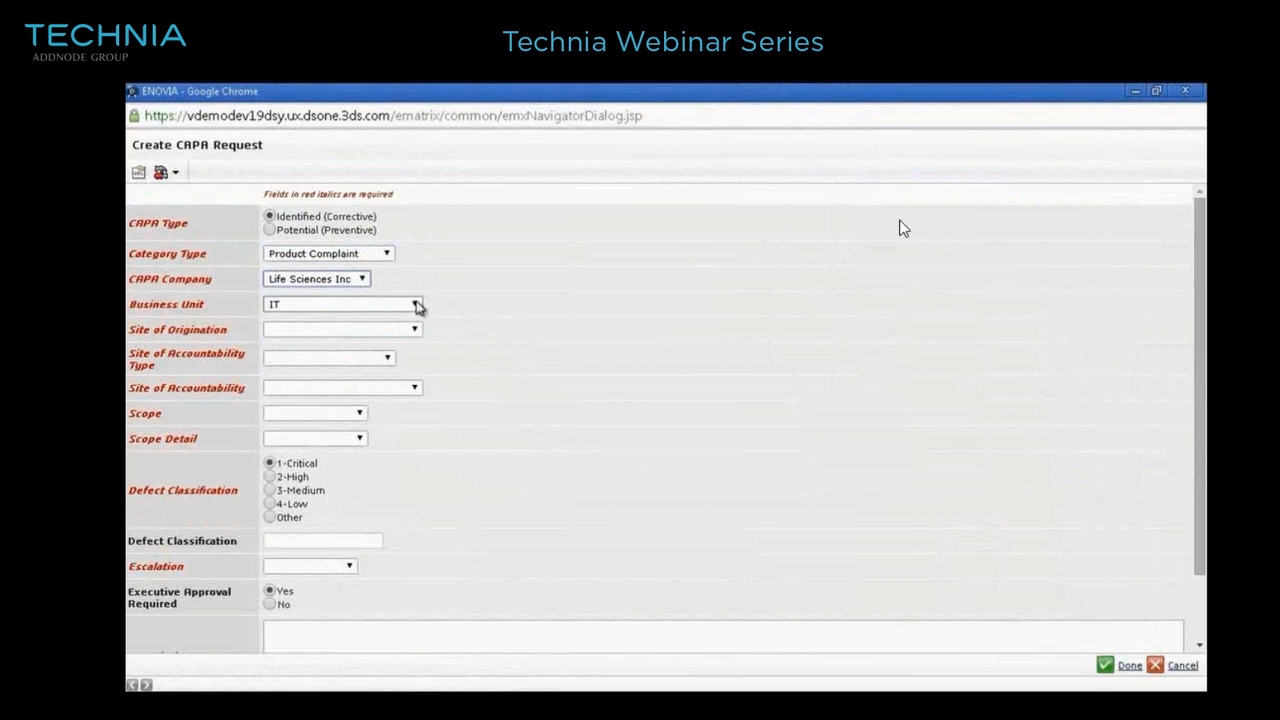 TECHNIA
ADDNODE GROUP
Technia Webinar Series
ENOVIA - Google Chrome
https://vdemodev19dsy.ux.dsone.3ds.com/ematrix/common/emxNavigatorDialog.jsp
Create CAPA Request
Fields in red italics are required
CAPA Type
Identified (Corrective)
Potential (Preventive)
Category Type
Product Complaint
CAPA Company
Life Sciences Inc
Business Unit
IT
Site of Origination
Site of Accountability
Type
Site of Accountability
Scope
Scope Detail
Defect Classification
1-Critical
2-High
3-Medium
4-Low
Other
Defect Classification
Escalation
Executive Approval
Required
Yes
No
Done
Cancel